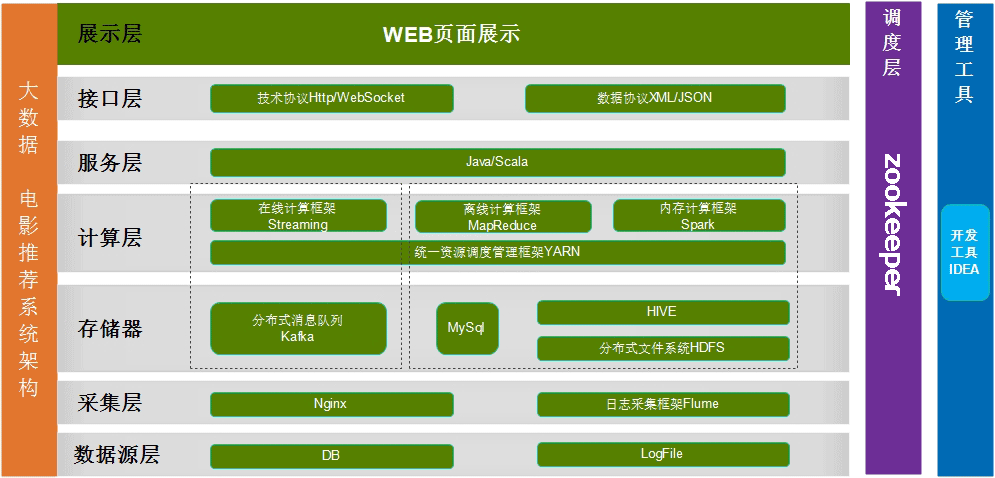 大数据 电影推荐系统架构
展示层
WEB页面展示
接口层
技术协议Http/WebSocket
数据协议XML/JSON
服务层
Java/Scala
计算层
在线计算框架
Streaming
离线计算框架
MapReduce
内存计算框架
Spark
统一资源调度管理框架YARN
存储器
分布式消息队列
Kafka
MySql
HIVE
分布式文件系统HDFS
采集层
Nginx
日志采集框架Flume
数据源层
DB
LogFile
调度层
zookeeper
管理工具
开发
工具
IDEA